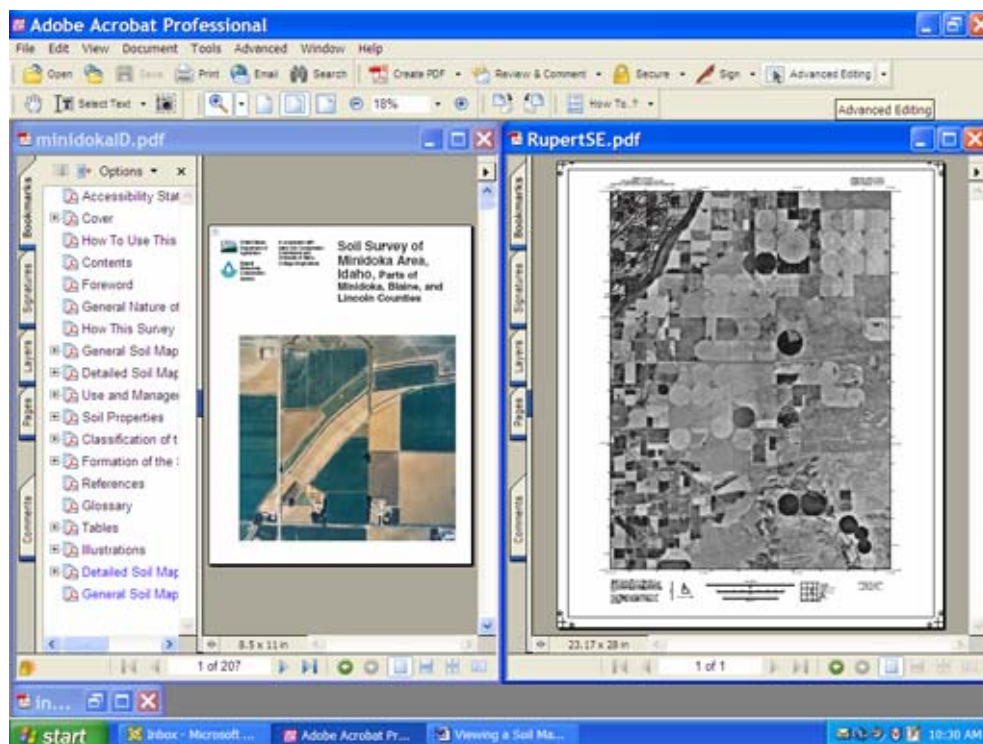 Adobe Acrobat Professional
File Edit View Document Tools Advanced Window Help
Open Save Print Email Search Create PDF Review & Comment Secure Sign Advanced Editing
Select Text 18% How To..?
Advanced Editing
minidokaID.pdf
Options
Bookmarks
Signatures
Layers
Pages
Comments
Accessibility Stat
Cover
How To Use This
Contents
Foreword
General Nature of
How This Survey
General Soil Map
Detailed Soil Map
Use and Manage
Soil Properties
Classification of t
Formation of the
References
Glossary
Tables
Illustrations
Detailed Soil Map
General Soil Map
Soil Survey of
Minidoka Area,
Idaho, Parts of
Minidoka, Blaine, and
Lincoln Counties
8.5 x 11 in
1 of 207
RupertSE.pdf
Bookmarks
Signatures
Layers
Pages
Comments
23.17 x 28 in
1 of 1
in...
start Inbox - Microsoft ... Adobe Acrobat Pr... Viewing a Soil Ma... 10:30 AM